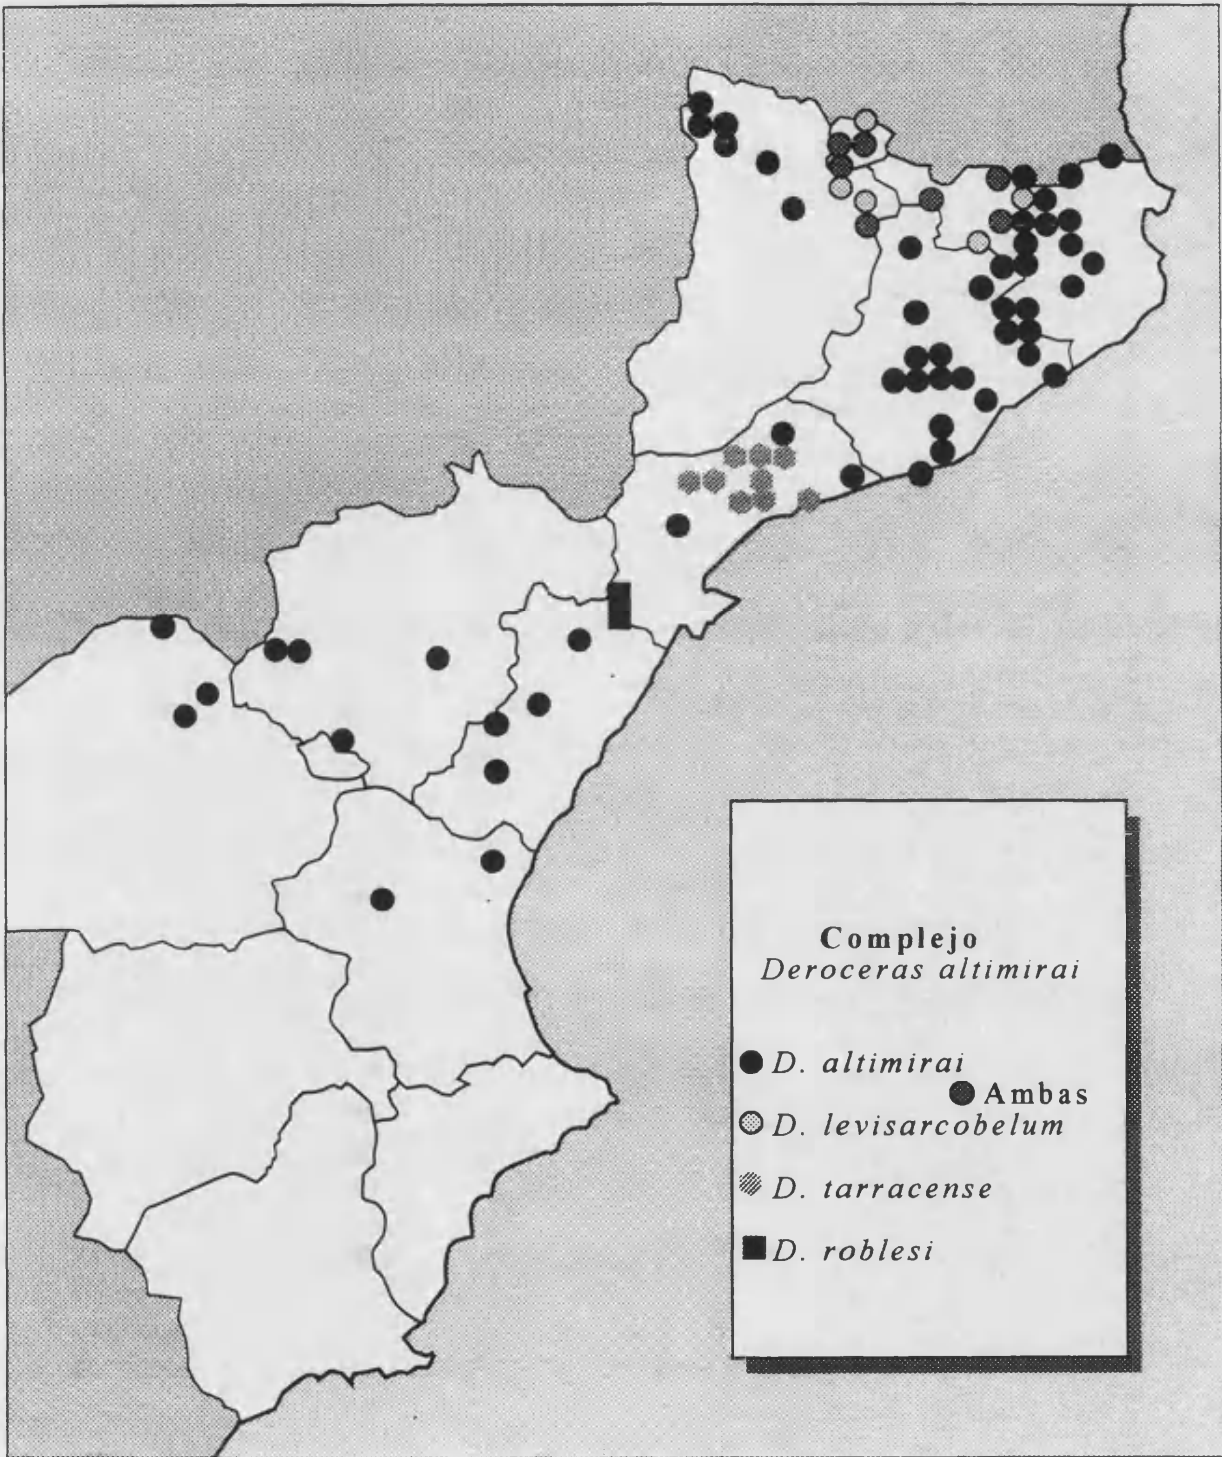 Complejo
Deroceras altimirai
D. altimirai
Ambas
D. levisarcobelum
D. tarracense
D. roblesi